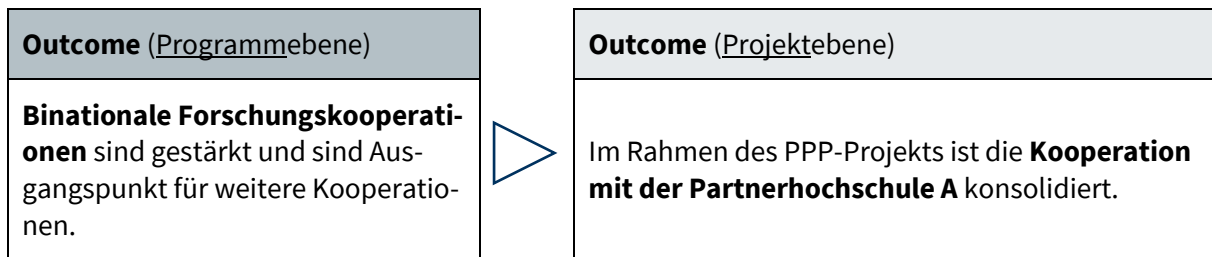 Outcome (Programmebene)
Binationale Forschungskooperati-
onen sind gestärkt und sind Aus-
gangspunkt für weitere Kooperatio-
nen.
Outcome (Projektebene)
Im Rahmen des PPP-Projekts ist die Kooperation
mit der Partnerhochschule A konsolidiert.